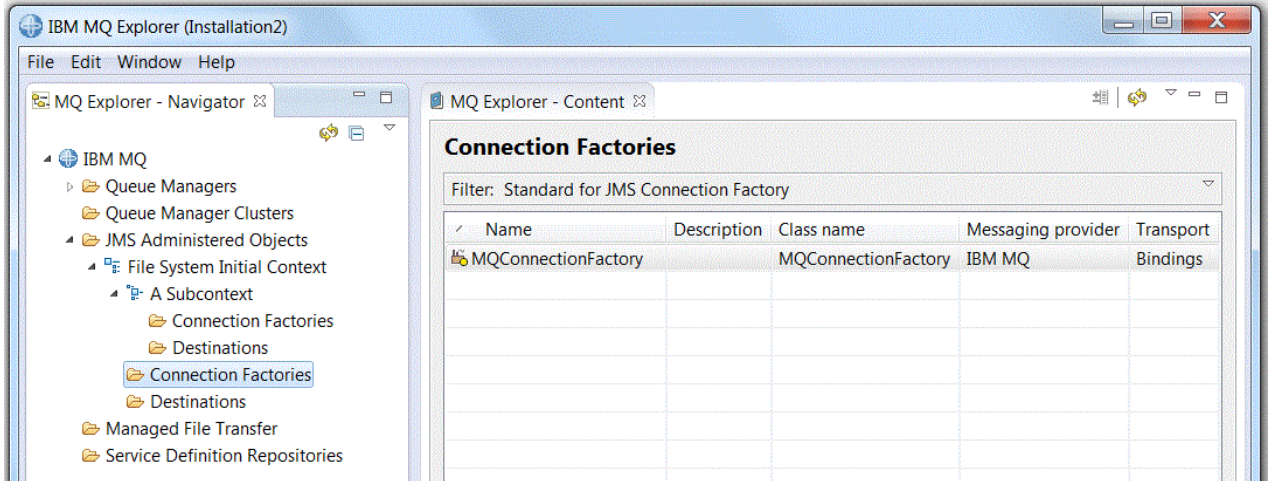 IBM MQ Explorer (Installation2)
File Edit Window Help
MQ Explorer - Navigator
IBM MQ
Queue Managers
Queue Manager Clusters
JMS Administered Objects
File System Initial Context
A Subcontext
Connection Factories
Destinations
Connection Factories
Destinations
Managed File Transfer
Service Definition Repositories
MQ Explorer - Content
Connection Factories
Filter: Standard for JMS Connection Factory
Name Description Class name Messaging provider Transport
MQConnectionFactory MQConnectionFactory IBM MQ Bindings